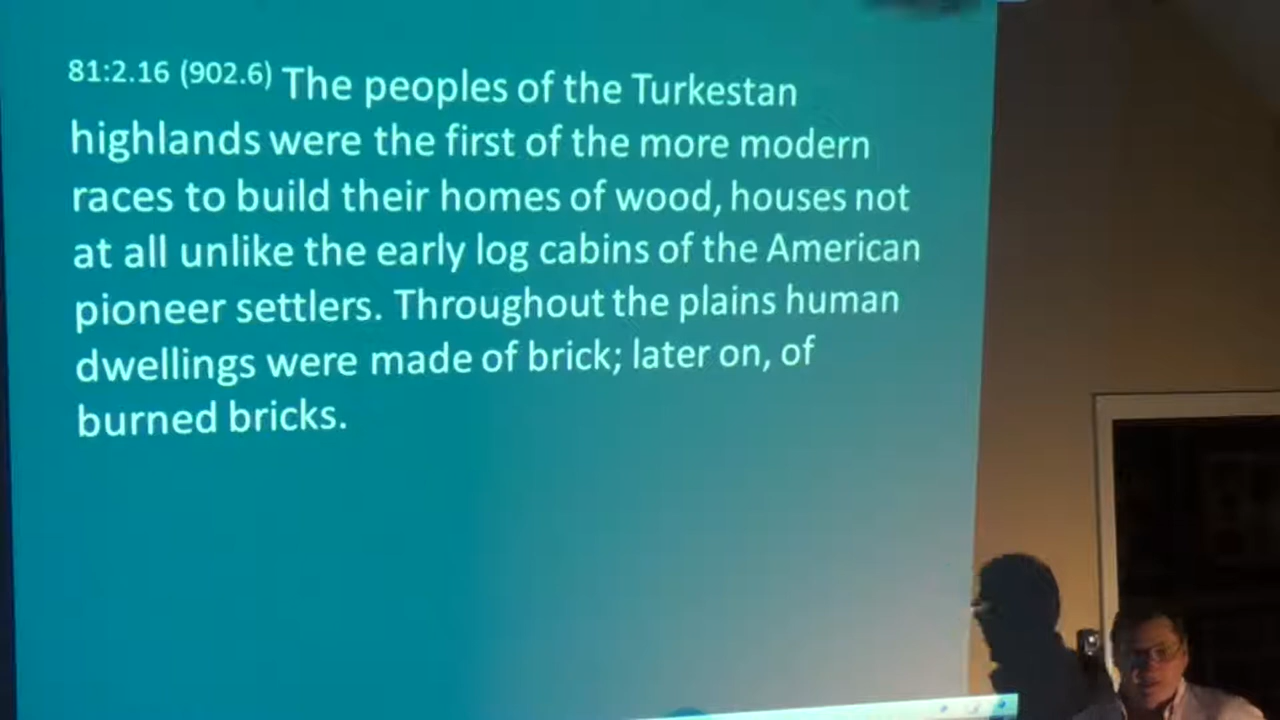 81:2.16 (902.6) The peoples of the Turkestan
highlands were the first of the more modern
races to build their homes of wood, houses not
at all unlike the early log cabins of the American
pioneer settlers. Throughout the plains human
dwellings were made of brick; later on, of
burned bricks.